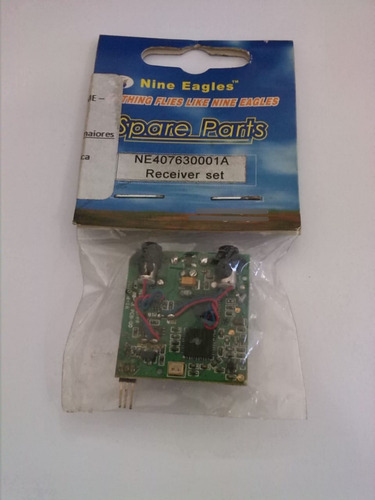 Nine Eagles™
THING FLIES LIKE NINE EAGLES
Spare Parts
NE407630001A
Receiver set
maiores